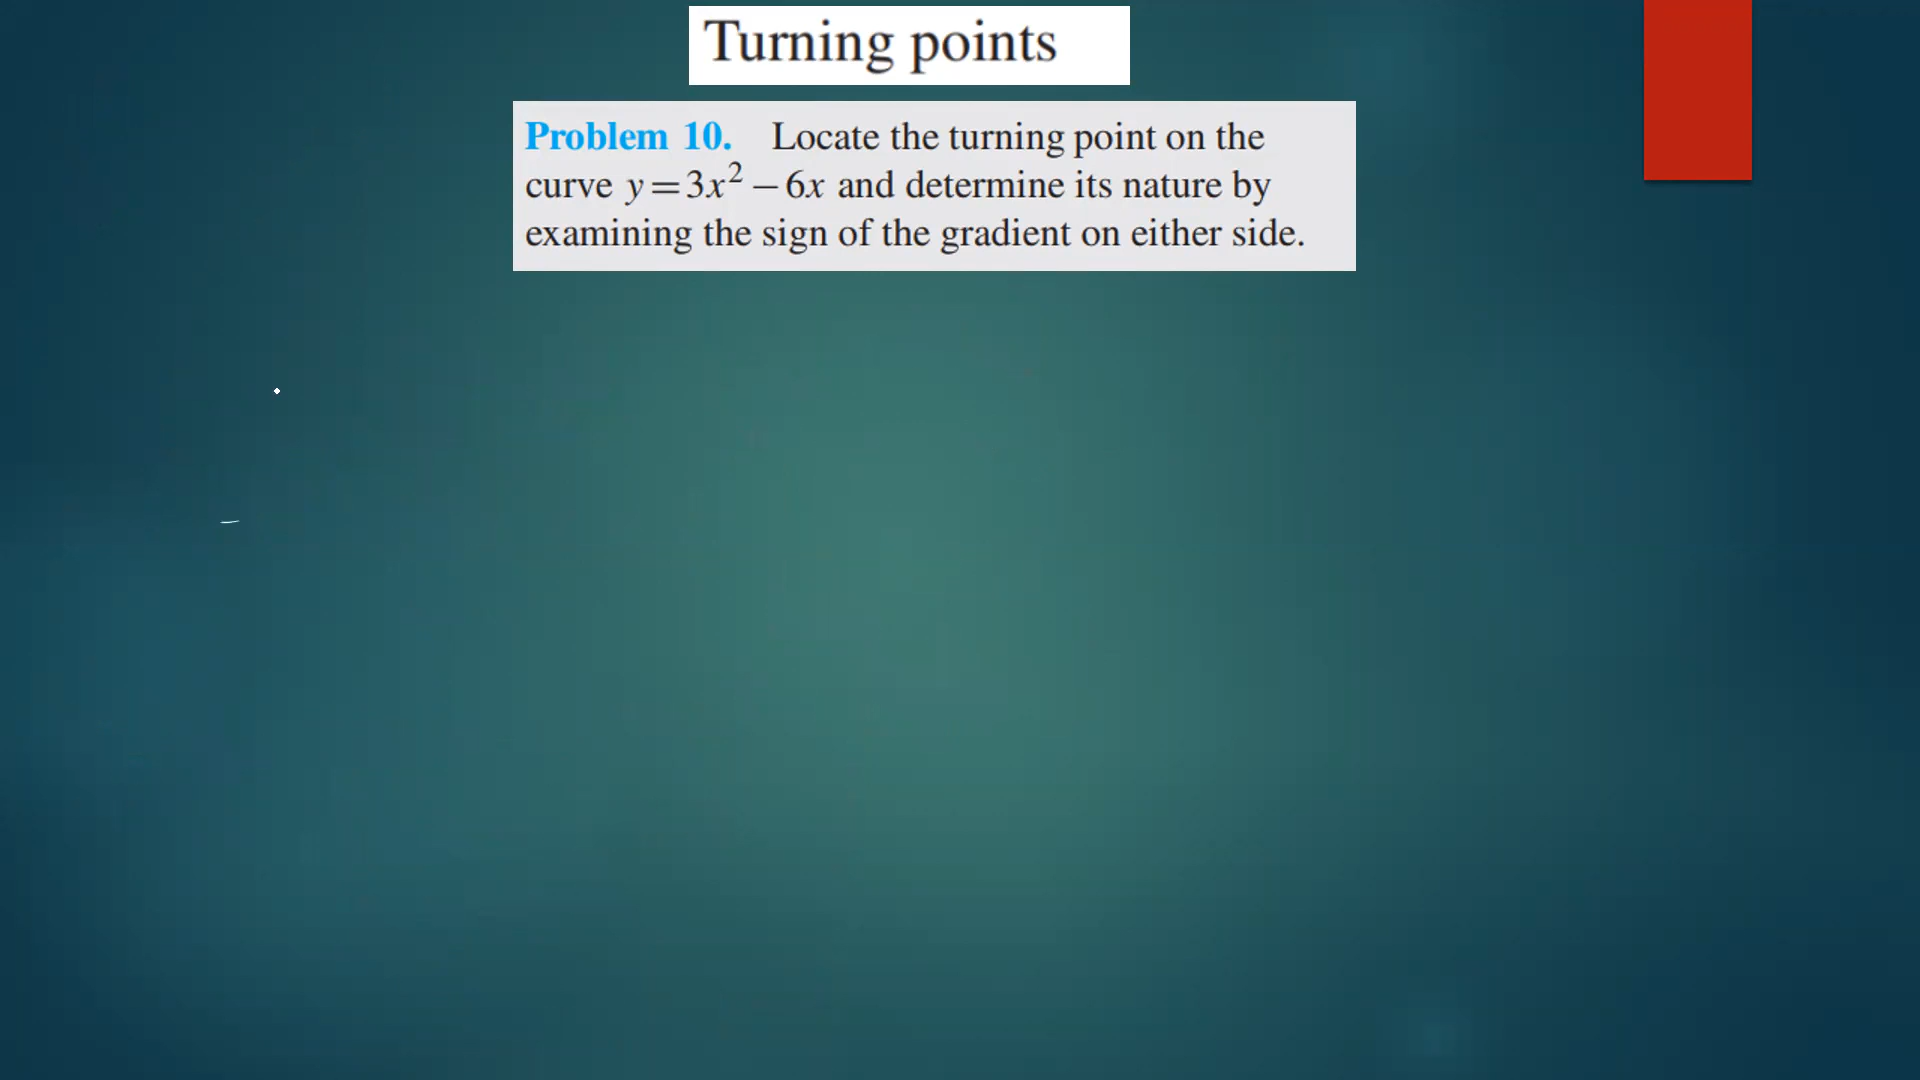 Turning points
Problem 10. Locate the turning point on the
curve y=3x² – 6x and determine its nature by
examining the sign of the gradient on either side.